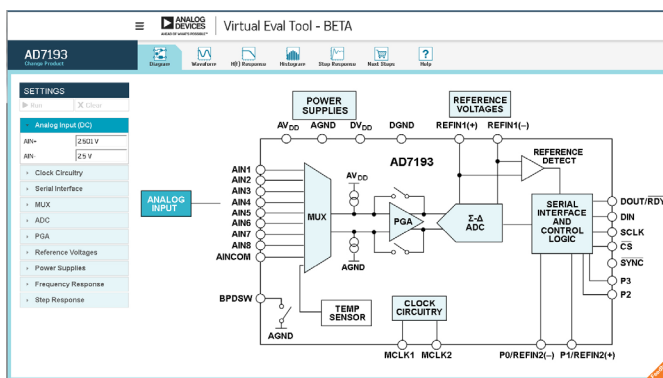 ANALOG DEVICES
AHEAD OF WHAT'S POSSIBLE™
Virtual Eval Tool - BETA
AD7193
Change Product
Diagram
Waveform
H(f) Response
Histogram
Step Response
Next Steps
? Help
SETTINGS
Run
X Clear
Analog Input (DC)
AIN+ 2.501 V
AIN- 2.5 V
Clock Circuitry
Serial Interface
MUX
ADC
PGA
Reference Voltages
Power Supplies
Frequency Response
Step Response
POWER SUPPLIES
REFERENCE VOLTAGES
AVDD AGND DVDD DGND REFIN1(+) REFIN1(–)
AD7193
REFERENCE DETECT
ANALOG INPUT
AIN1
AIN2
AIN3
AIN4
AIN5
AIN6
AIN7
AIN8
AINCOM
MUX
AVDD
AGND
PGA
Σ-Δ ADC
SERIAL INTERFACE AND CONTROL LOGIC
DOUT/RDY
DIN
SCLK
CS
SYNC
P3
P2
BPDSW
AGND
TEMP SENSOR
CLOCK CIRCUITRY
MCLK1 MCLK2 P0/REFIN2(–) P1/REFIN2(+)